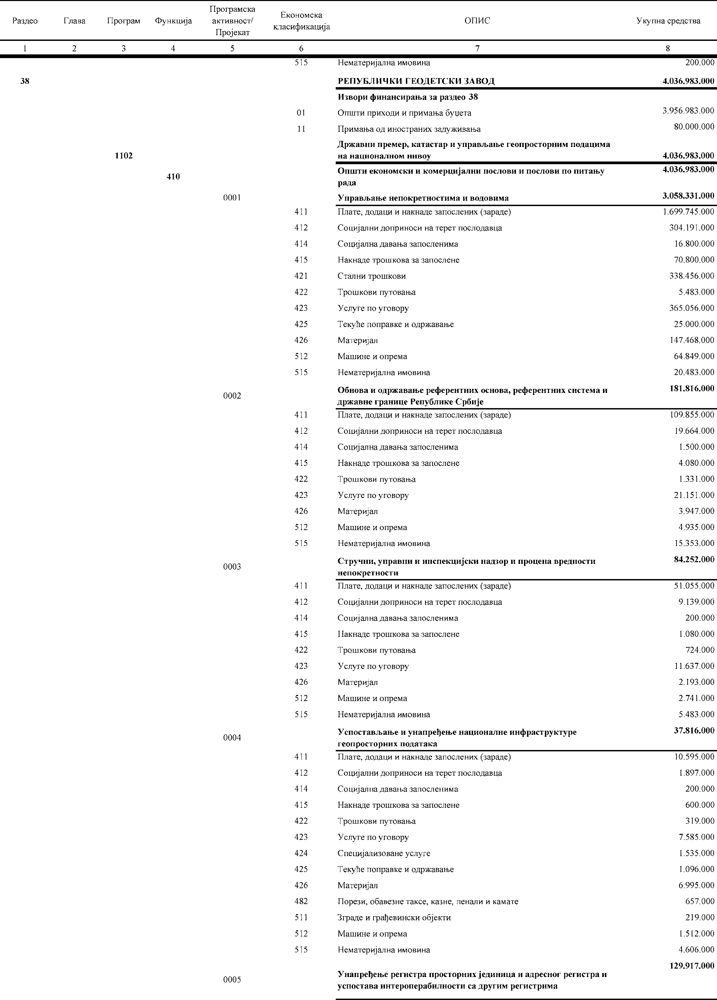 Раздео Глава Програм Функција Програмска активност/ Пројекат Економска класификација ОПИС Укупна средства
1 2 3 4 5 6 7 8
515 Нематеријална имовина 200.000
38 РЕПУБЛИЧКИ ГЕОДЕТСКИ ЗАВОД 4.036.983.000
Извори финансирања за раздео 38
01 Општи приходи и примања буџета 3.956.983.000
11 Примања од иностраних задуживања 80.000.000
Државни премер, катастар и управљање геопросторним подацима
1102 на националном нивоу 4.036.983.000
410 Општи економски и комерцијални послови и послови по питању 4.036.983.000
рада
0001 Управљање непокретностима и водовима 3.058.331.000
411 Плате, додаци и накнаде запослених (зараде) 1.699.745.000
412 Социјални доприноси на терет послодавца 304.191.000
414 Социјална давања запосленима 16.800.000
415 Накнаде трошкова за запослене 70.800.000
421 Стални трошкови 338.456.000
422 Трошкови путовања 5.483.000
423 Услуге по уговору 365.056.000
425 Текуће поправке и одржавање 25.000.000
426 Материјал 147.468.000
512 Машине и опрема 64.849.000
515 Нематеријална имовина 20.483.000
0002 Обнова и одржавање референтних основа, референтних система и 181.816.000
државне границе Републике Србије
411 Плате, додаци и накнаде запослених (зараде) 109.855.000
412 Социјални доприноси на терет послодавца 19.664.000
414 Социјална давања запосленима 1.500.000
415 Накнаде трошкова за запослене 4.080.000
422 Трошкови путовања 1.331.000
423 Услуге по уговору 21.151.000
426 Материјал 3.947.000
512 Машине и опрема 4.935.000
515 Нематеријална имовина 15.353.000
0003 Стручни, управни и инспекцијски надзор и процена вредности 84.252.000
непокретности
411 Плате, додаци и накнаде запослених (зараде) 51.055.000
412 Социјални доприноси на терет послодавца 9.139.000
414 Социјална давања запосленима 200.000
415 Накнаде трошкова за запослене 1.080.000
422 Трошкови путовања 724.000
423 Услуге по уговору 11.637.000
426 Материјал 2.193.000
512 Машине и опрема 2.741.000
515 Нематеријална имовина 5.483.000
0004 Успостављање и унапређење националне инфраструктуре 37.816.000
геопросторних података
411 Плате, додаци и накнаде запослених (зараде) 10.595.000
412 Социјални доприноси на терет послодавца 1.897.000
414 Социјална давања запосленима 200.000
415 Накнаде трошкова за запослене 600.000
422 Трошкови путовања 319.000
423 Услуге по уговору 7.585.000
424 Специјализоване услуге 1.535.000
425 Текуће поправке и одржавање 1.096.000
426 Материјал 6.995.000
482 Порези, обавезне таксе, казне, пенали и камате 657.000
511 Зграде и грађевински објекти 219.000
512 Машине и опрема 1.512.000
515 Нематеријална имовина 4.606.000
129.917.000
0005 Унапређење регистра просторних јединица и адресног регистра и
успостава интероперабилности са другим регистрима